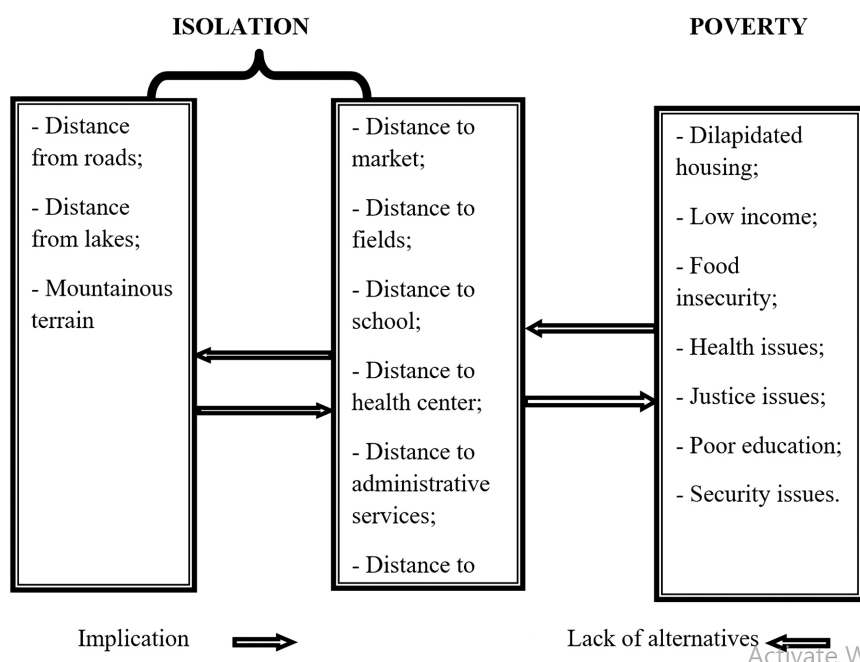 ISOLATION
POVERTY
- Distance
from roads;
- Distance
from lakes;
- Mountainous
terrain
- Distance to
market;
- Distance to
fields;
- Distance to
school;
- Distance to
health center;
- Distance to
administrative
services;
- Distance to
- Dilapidated
housing;
- Low income;
- Food
insecurity;
- Health issues;
- Justice issues;
- Poor education;
- Security issues.
Implication
Lack of alternatives
Activate W